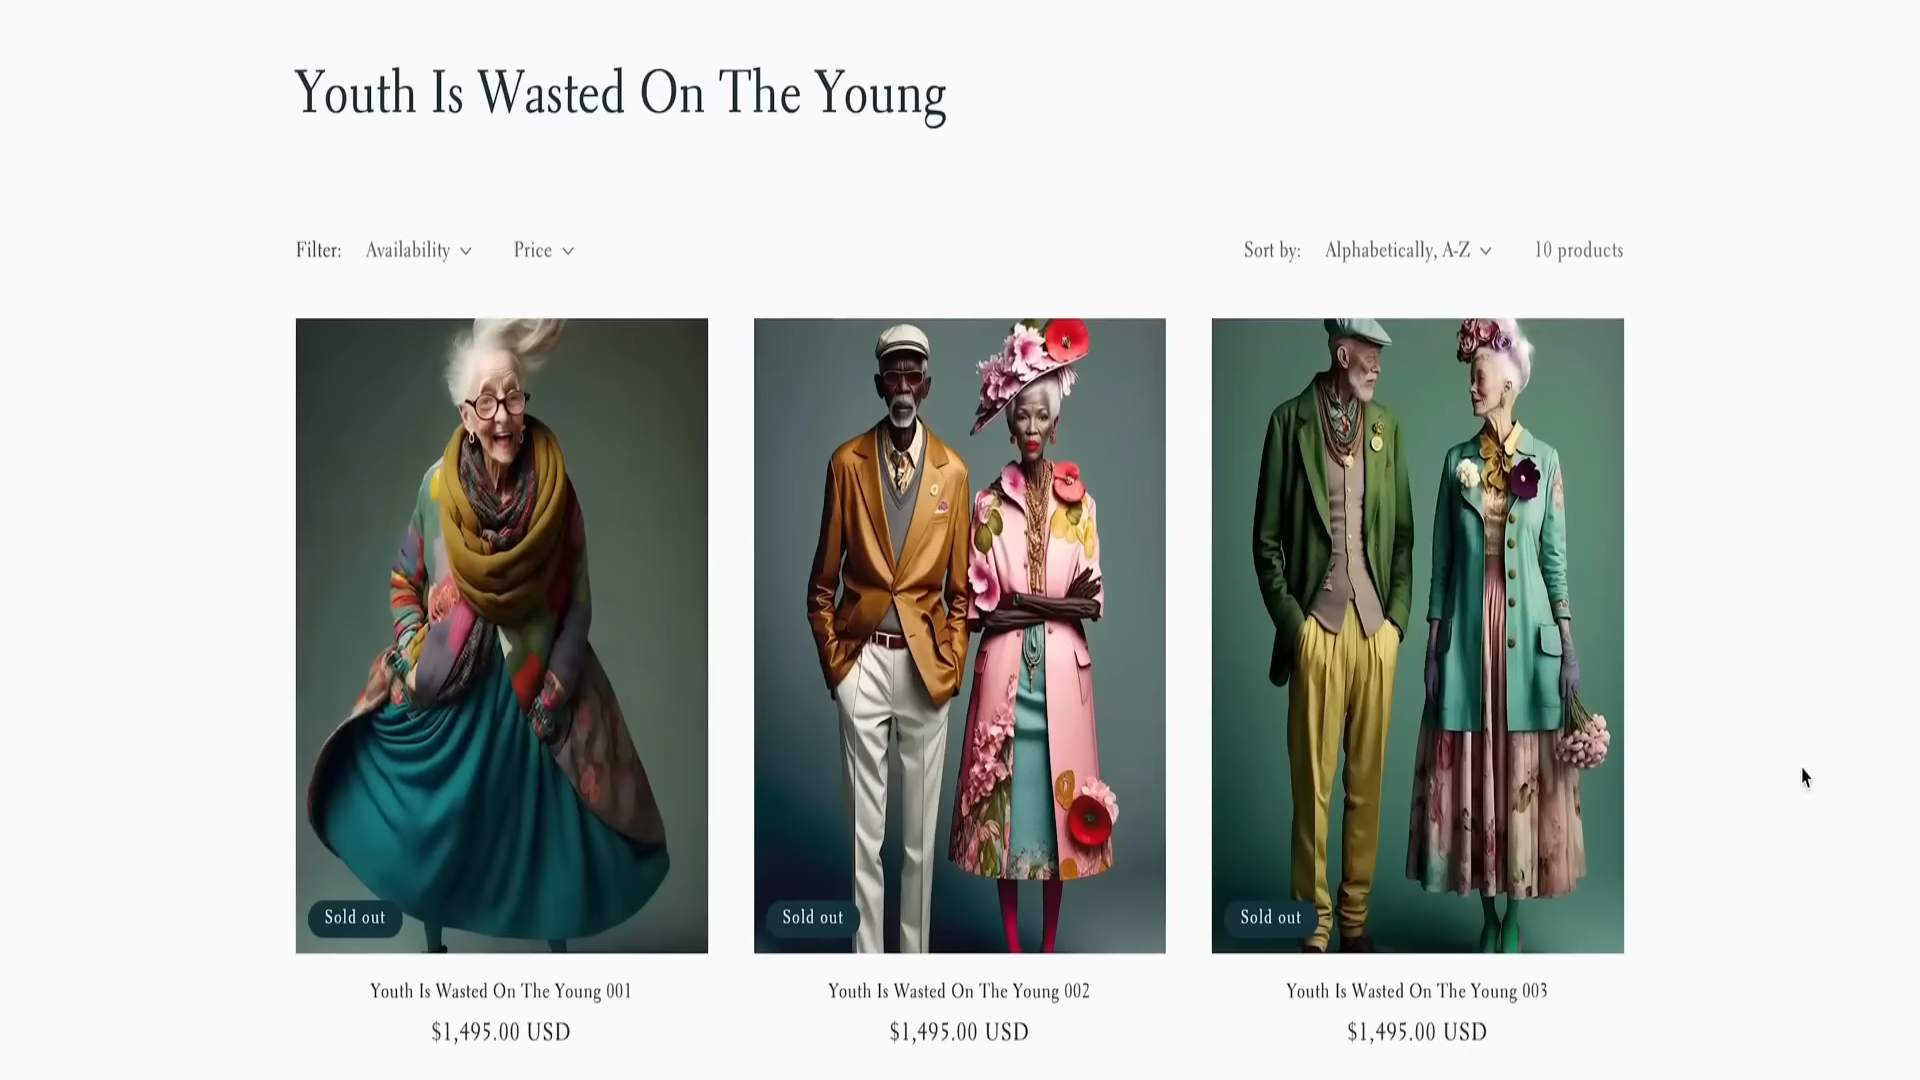 Youth Is Wasted On The Young
Filter: Availability Price Sort by: Alphabetically, A-Z 10 products
Sold out Sold out Sold out
Youth Is Wasted On The Young 001 Youth Is Wasted On The Young 002 Youth Is Wasted On The Young 003
$1,495.00 USD $1,495.00 USD $1,495.00 USD